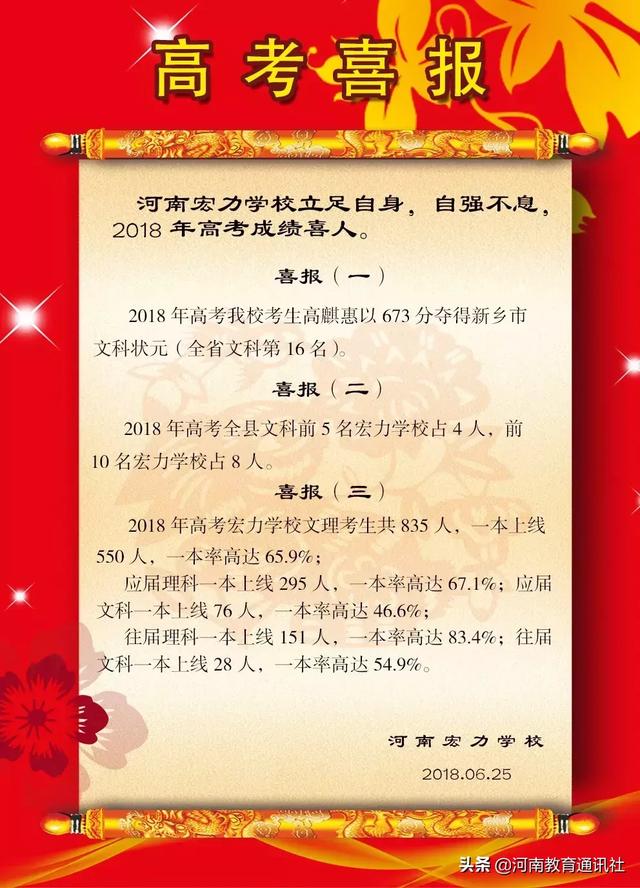 高考喜报
河南宏力学校立足自身，自强不息，
2018 年高考成绩喜人。
喜报（一）
2018 年高考我校考生高麒惠以 673 分夺得新乡市
文科状元（全省文科第 16 名）。
喜报（二）
2018 年高考全县文科前 5 名宏力学校占 4 人，前
10 名宏力学校占 8 人。
喜报（三）
2018 年高考宏力学校文理考生共 835 人，一本上线
550 人，一本率高达 65.9%；
应届理科一本上线 295 人，一本率高达 67.1%；应届
文科一本上线 76 人，一本率高达 46.6%；
往届理科一本上线 151 人，一本率高达 83.4%；往届
文科一本上线 28 人，一本率高达 54.9%。
河南宏力学校
2018.06.25
头条 @河南教育通讯社